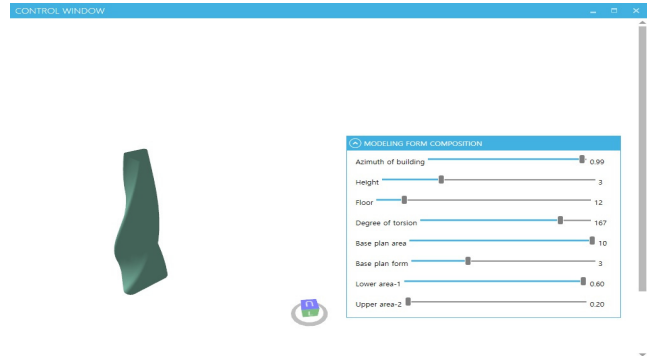 CONTROL WINDOW
MODELING FORM COMPOSITION
Azimuth of building 0.99
Height 3
Floor 12
Degree of torsion 167
Base plan area 10
Base plan form 3
Lower area-1 0.60
Upper area-2 0.20